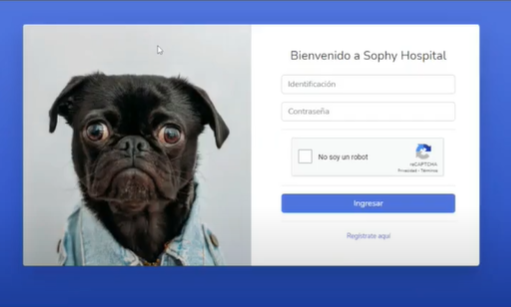 Bienvenido a Sophy Hospital
Identificación
Contraseña
No soy un robot
reCAPTCHA
Privacidad - Términos
Ingresar
Regístrate aquí